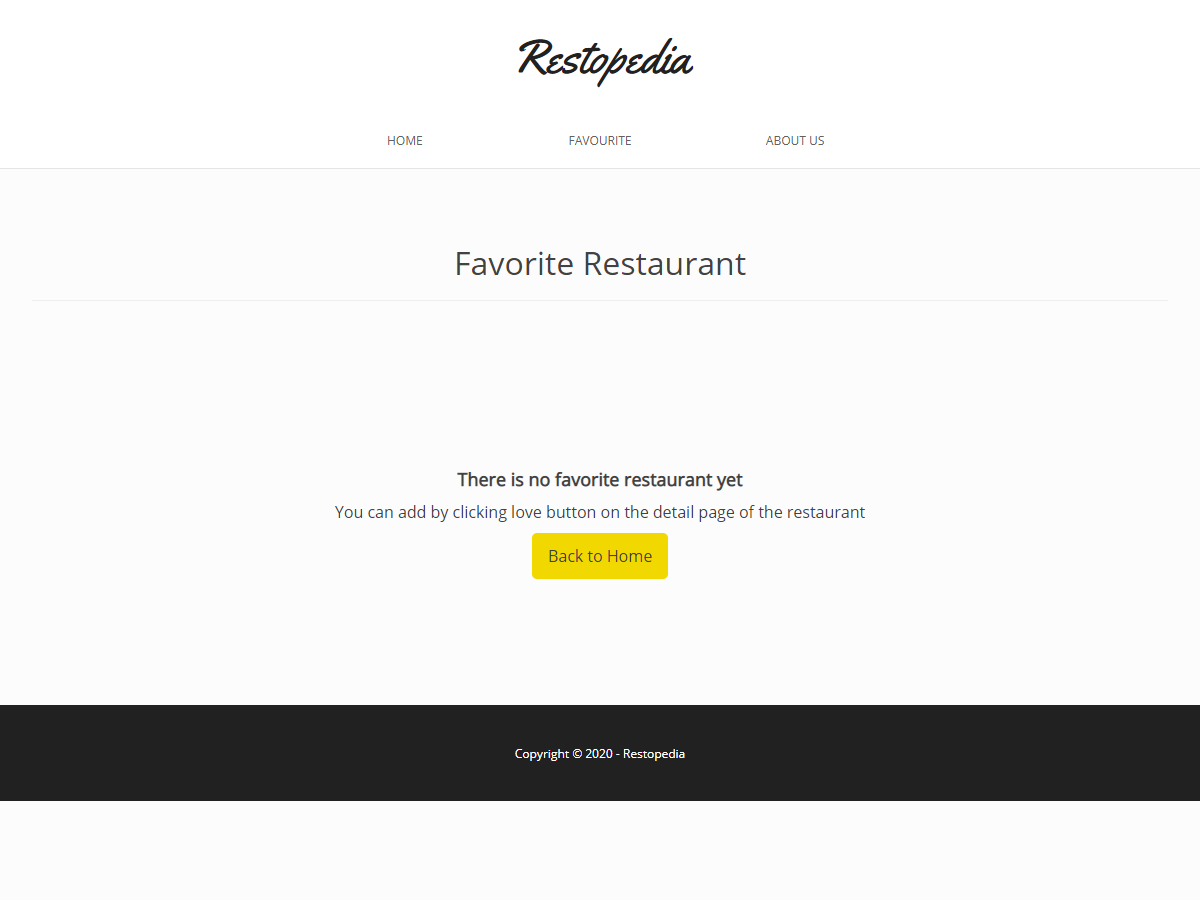 Restopedia
HOME FAVOURITE ABOUT US
Favorite Restaurant
There is no favorite restaurant yet
You can add by clicking love button on the detail page of the restaurant
Back to Home
Copyright © 2020 - Restopedia